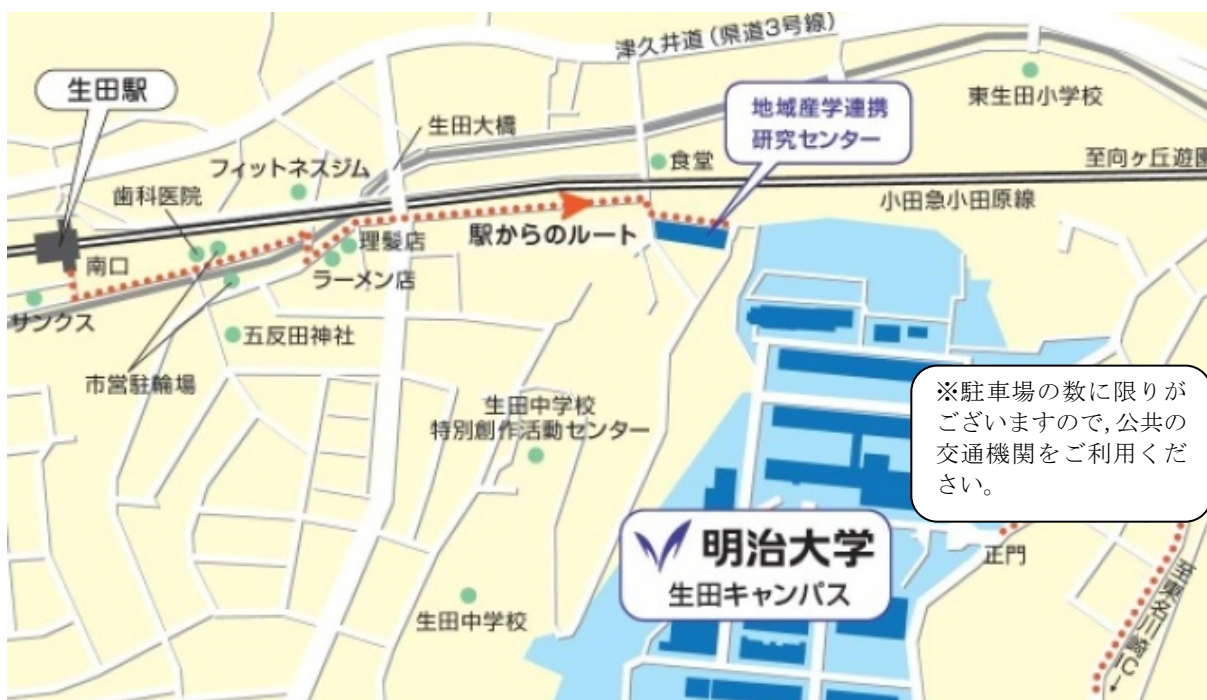 津久井道(県道3号線)
生田駅
地域産学連携
研究センター
東生田小学校
生田大橋
フィットネスジム
食堂
至向ヶ丘遊園
歯科医院
小田急小田原線
駅からのルート
理髪店
南口
ラーメン店
サンクス
五反田神社
市営駐輪場
※駐車場の数に限りが
ございますので,公共の
交通機関をご利用くだ
さい。
生田中学校
特別創作活動センター
明治大学
生田キャンパス
正門
生田中学校
至東名川崎IC→